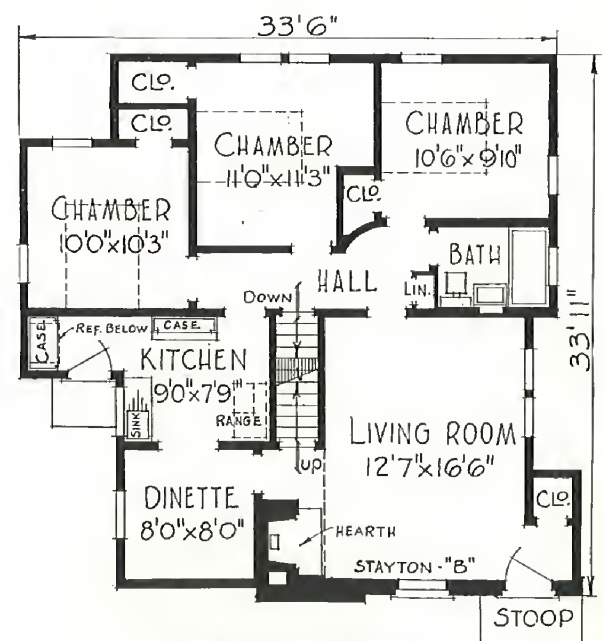 33'6"
CLO.
CLO.
CHAMBER
11'0"x11'3"
CHAMBER
10'6"x9'10"
CLO.
CHAMBER
10'0"x10'3"
BATH
HALL
LIN.
DOWN
33'11"
CASE
REF. BELOW
CASE.
KITCHEN
9'0"x7'9"
SINK
RANGE
LIVING ROOM
12'7"x16'6"
UP
DINETTE
8'0"x8'0"
CLO.
HEARTH
STAYTON-"B"
STOOP